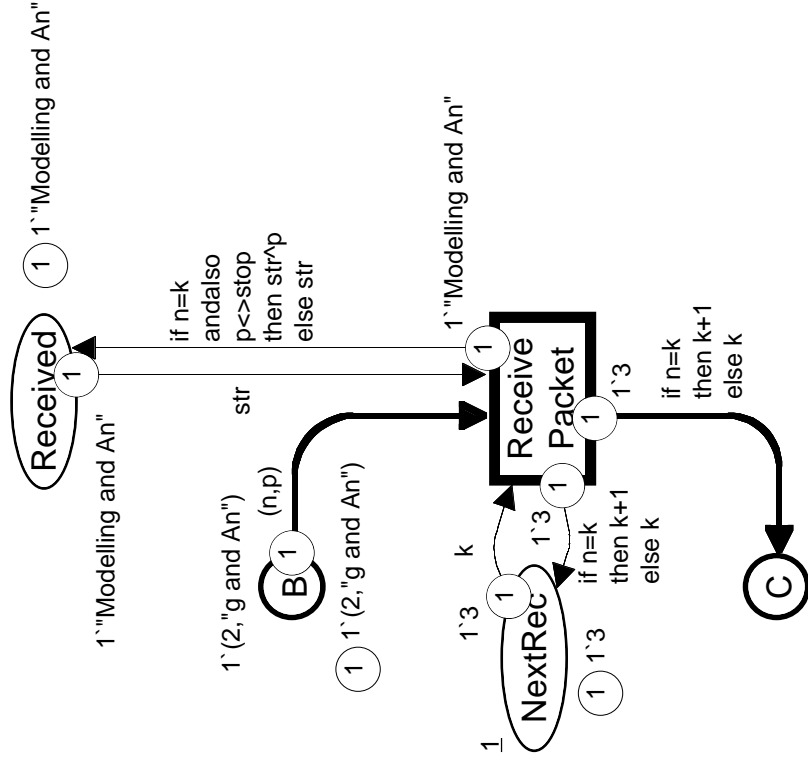 1 1`"Modelling and An"
Received
1
1`"Modelling and An"
str
if n=k
andalso
p<>stop
then str^p
else str
1`(2,"g and An")
(n,p)
B
1
1 1`(2,"g and An")
1`"Modelling and An"
1
Receive
Packet
k
1`3
1
1`3
1
1
1`3
NextRec
1
1 1`3
if n=k
then k+1
else k
if n=k
then k+1
else k
C